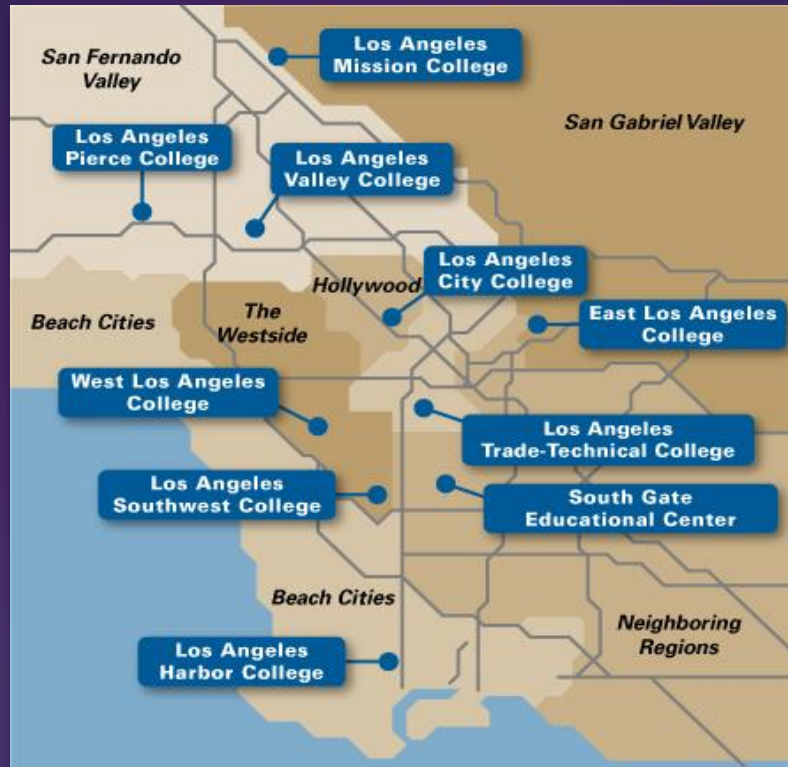 Los Angeles
Mission College
San Fernando
Valley
San Gabriel Valley
Los Angeles
Pierce College
Los Angeles
Valley College
Los Angeles
City College
Hollywood
East Los Angeles
College
Beach Cities
The
Westside
West Los Angeles
College
Los Angeles
Trade-Technical College
Los Angeles
Southwest College
South Gate
Educational Center
Beach Cities
Neighboring
Regions
Los Angeles
Harbor College